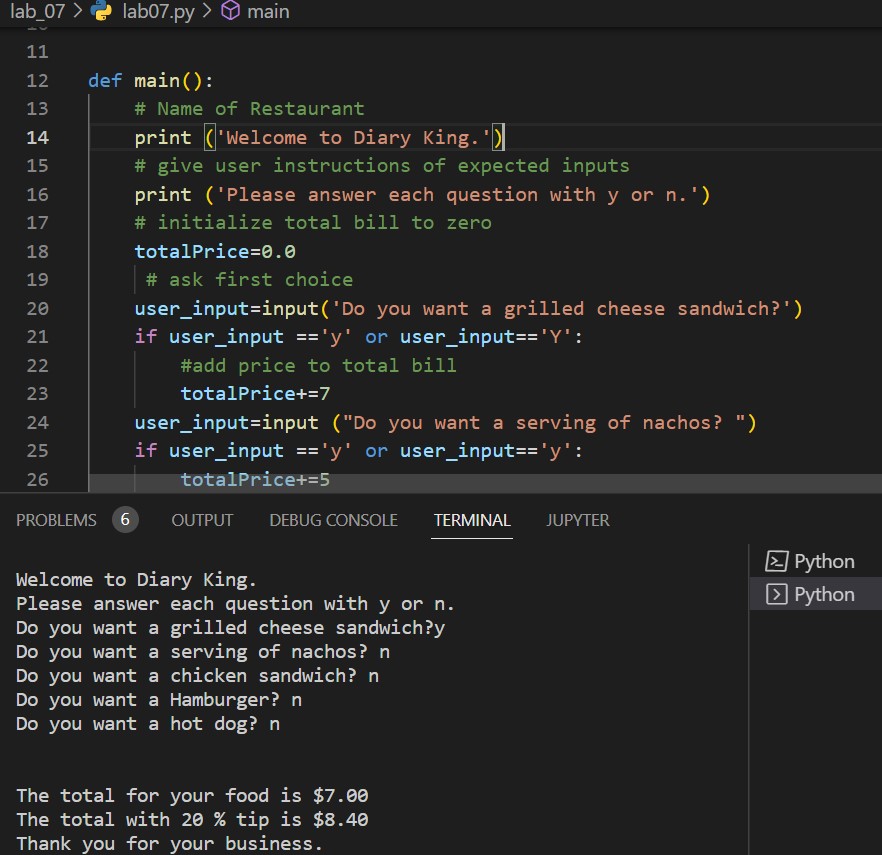 lab_07 > lab07.py > main
10
11
12 def main():
13 # Name of Restaurant
14 print ('Welcome to Diary King.')
15 # give user instructions of expected inputs
16 print ('Please answer each question with y or n.')
17 # initialize total bill to zero
18 totalPrice=0.0
19 # ask first choice
20 user_input=input('Do you want a grilled cheese sandwich?')
21 if user_input =='y' or user_input=='Y':
22 #add price to total bill
23 totalPrice+=7
24 user_input=input ("Do you want a serving of nachos? ")
25 if user_input =='y' or user_input=='y':
26 totalPrice+=5
PROBLEMS 6 OUTPUT DEBUG CONSOLE TERMINAL JUPYTER
Welcome to Diary King.
Please answer each question with y or n.
Do you want a grilled cheese sandwich?y
Do you want a serving of nachos? n
Do you want a chicken sandwich? n
Do you want a Hamburger? n
Do you want a hot dog? n
The total for your food is $7.00
The total with 20 % tip is $8.40
Thank you for your business.
Python
Python